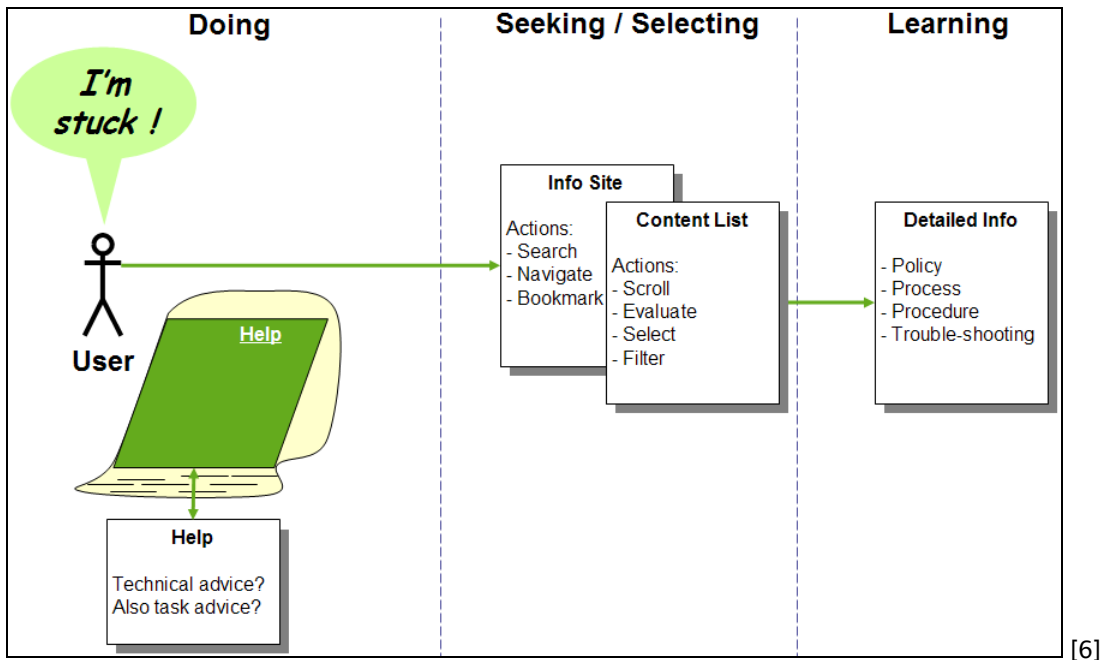 Doing
Seeking / Selecting
Learning
I'm
stuck !
User
Help
Help
Technical advice?
Also task advice?
Info Site
Actions:
- Search
- Navigate
- Bookmark
Content List
Actions:
- Scroll
- Evaluate
- Select
- Filter
Detailed Info
- Policy
- Process
- Procedure
- Trouble-shooting
[6]